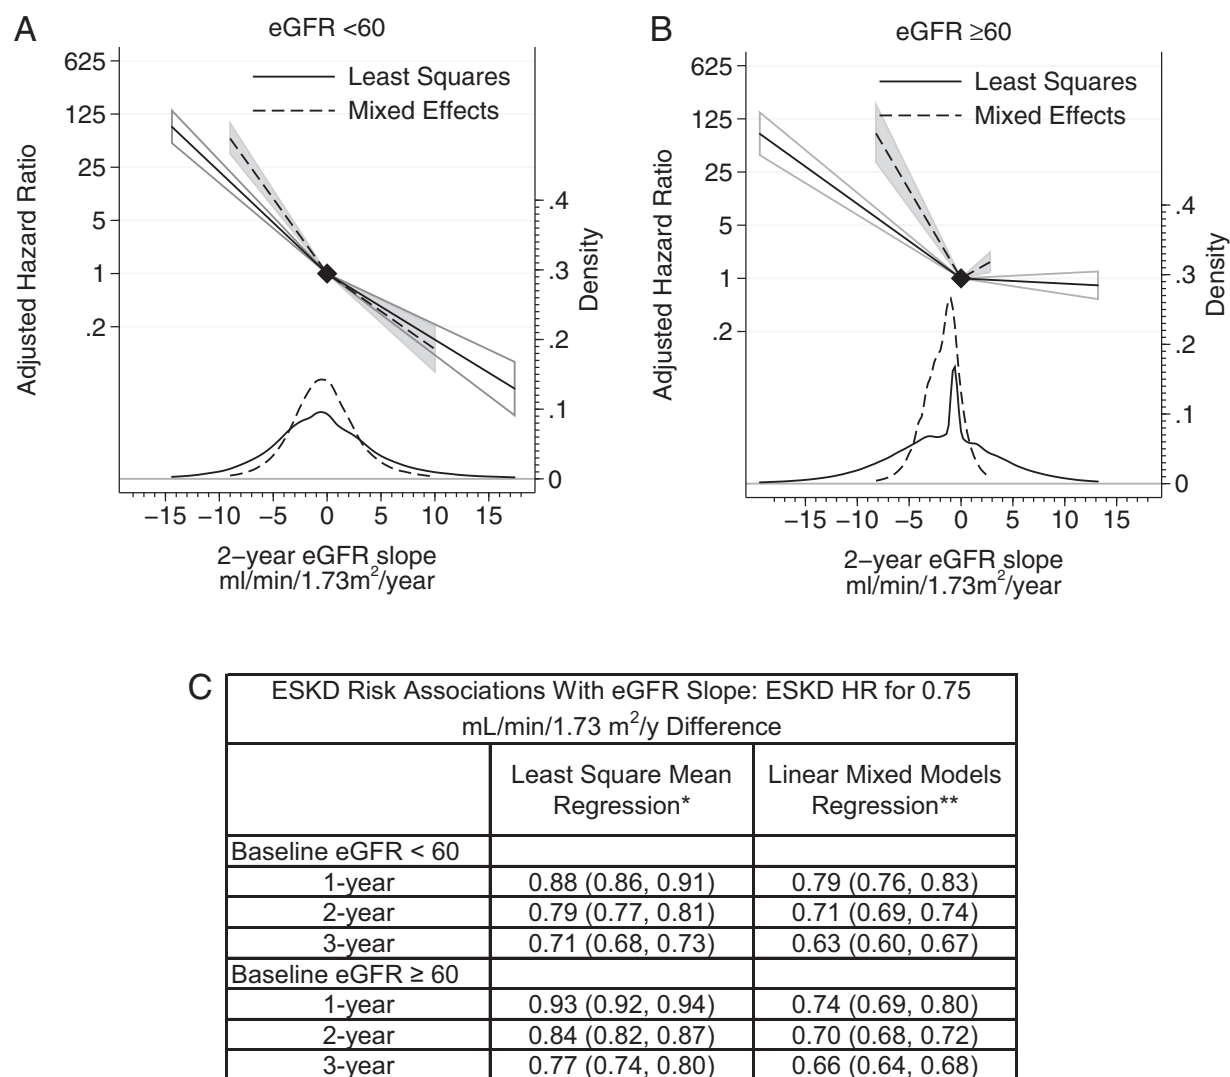 A
eGFR <60
625
125
25
5
1
.2
Adjusted Hazard Ratio
Least Squares
Mixed Effects
.4
.3
.2
.1
0
Density
−15 −10 −5 0 5 10 15
2−year eGFR slope
ml/min/1.73m²/year
B
eGFR ≥60
625
125
25
5
1
.2
Adjusted Hazard Ratio
Least Squares
Mixed Effects
.4
.3
.2
.1
0
Density
−15 −10 −5 0 5 10 15
2−year eGFR slope
ml/min/1.73m²/year
C
ESKD Risk Associations With eGFR Slope: ESKD HR for 0.75
mL/min/1.73 m²/y Difference
Least Square Mean
Regression*
Linear Mixed Models
Regression**
Baseline eGFR < 60
1-year 0.88 (0.86, 0.91) 0.79 (0.76, 0.83)
2-year 0.79 (0.77, 0.81) 0.71 (0.69, 0.74)
3-year 0.71 (0.68, 0.73) 0.63 (0.60, 0.67)
Baseline eGFR ≥ 60
1-year 0.93 (0.92, 0.94) 0.74 (0.69, 0.80)
2-year 0.84 (0.82, 0.87) 0.70 (0.68, 0.72)
3-year 0.77 (0.74, 0.80) 0.66 (0.64, 0.68)